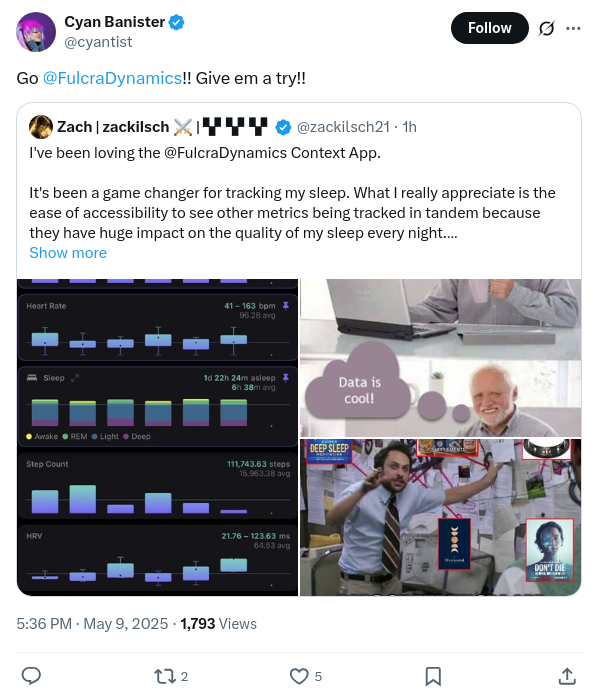 Cyan Banister
@cyantist
Follow
Go @FulcraDynamics!! Give em a try!!
Zach | zackilsch ⚔️ | @zackilsch21 · 1h
I've been loving the @FulcraDynamics Context App.
It's been a game changer for tracking my sleep. What I really appreciate is the
ease of accessibility to see other metrics being tracked in tandem because
they have huge impact on the quality of my sleep every night....
Show more
Heart Rate
41 – 163 bpm
96.28 avg
Sleep
1d 22h 24m asleep
6h 38m avg
Awake REM Light Deep
Step Count
111,743.63 steps
15,963.38 avg
HRV
21.76 – 123.63 ms
64.53 avg
Data is
cool!
DEEP SLEEP
DON'T DIE
5:36 PM · May 9, 2025 · 1,793 Views
2
5